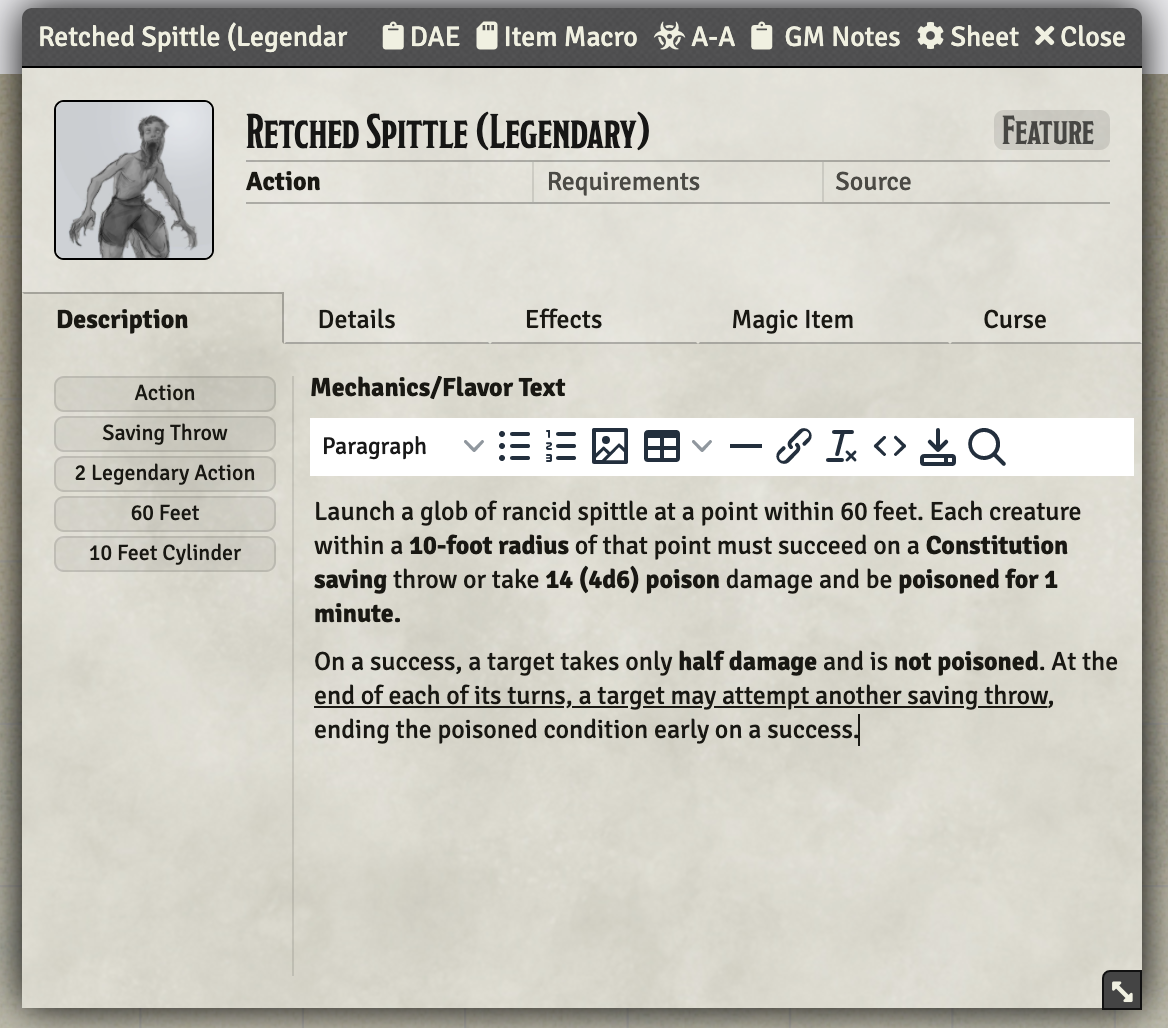 Retched Spittle (Legendar DAE Item Macro A-A GM Notes Sheet Close
Retched Spittle (Legendary) Feature
Action Requirements Source
Description Details Effects Magic Item Curse
Action
Saving Throw
2 Legendary Action
60 Feet
10 Feet Cylinder
Mechanics/Flavor Text
Paragraph
Launch a glob of rancid spittle at a point within 60 feet. Each creature
within a 10-foot radius of that point must succeed on a Constitution
saving throw or take 14 (4d6) poison damage and be poisoned for 1
minute.
On a success, a target takes only half damage and is not poisoned. At the
end of each of its turns, a target may attempt another saving throw,
ending the poisoned condition early on a success.